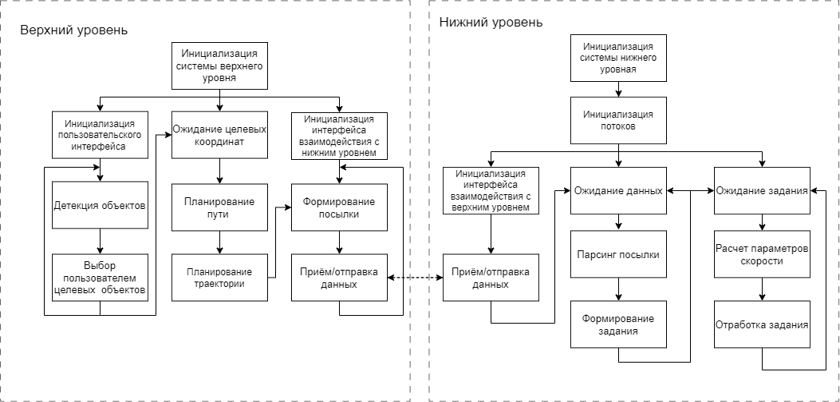 Верхний уровень
Инициализация
системы верхнего
уровня
Инициализация
пользовательского
интерфейса
Ожидание целевых
координат
Инициализация
интерфейса
взаимодействия с
нижним уровнем
Детекция объектов
Планирование
пути
Формирование
посылки
Выбор
пользователем
целевых объектов
Планирование
траектории
Приём/отправка
данных
Нижний уровень
Инициализация
системы нижнего
уровная
Инициализация
потоков
Инициализация
интерфейса
взаимодействия с
верхним уровнем
Ожидание данных
Ожидание задания
Парсинг посылки
Расчет параметров
скорости
Приём/отправка
данных
Формирование
задания
Отработка задания